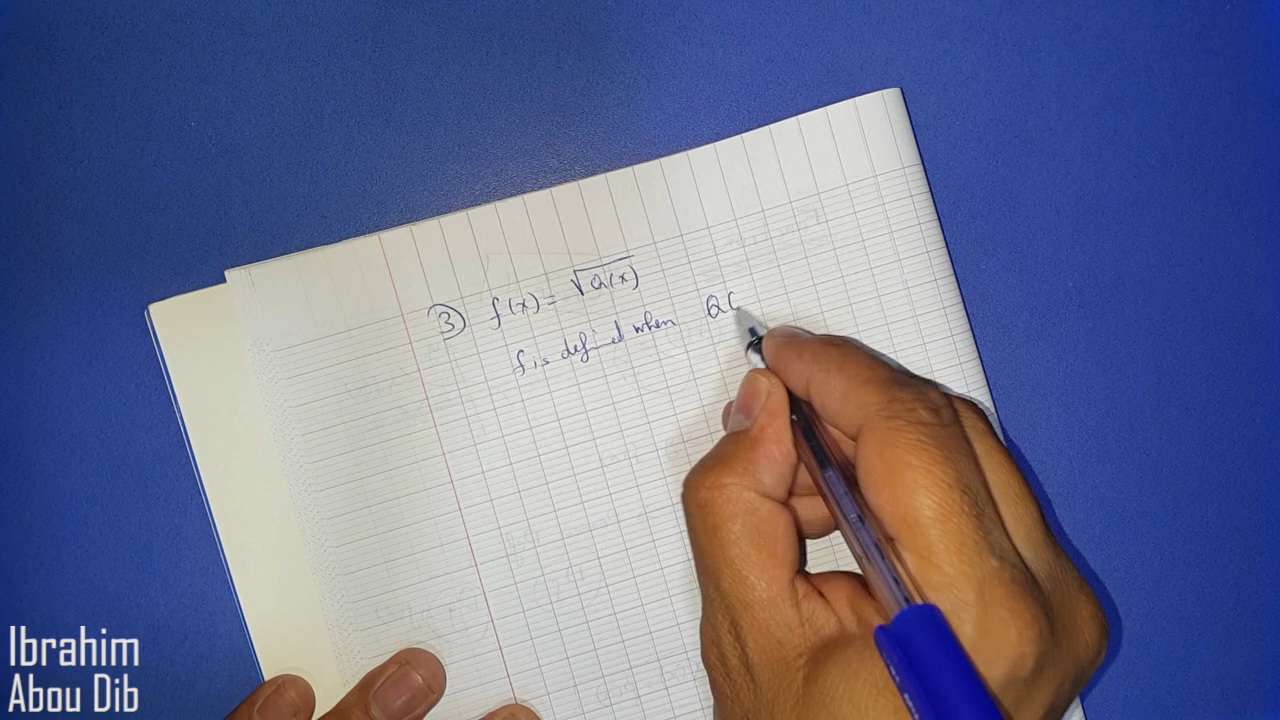 ③ f(x) = √Q(x)
f is defined when Q(
Ibrahim
Abou Dib